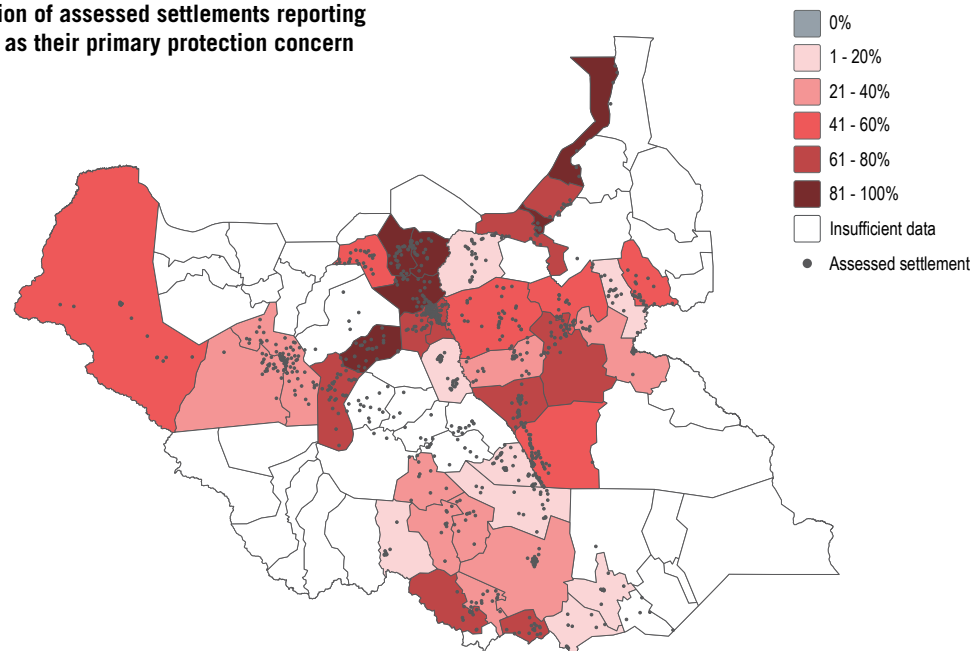 of assessed settlements reporting
as their primary protection concern
0%
1 - 20%
21 - 40%
41 - 60%
61 - 80%
81 - 100%
Insufficient data
Assessed settlement